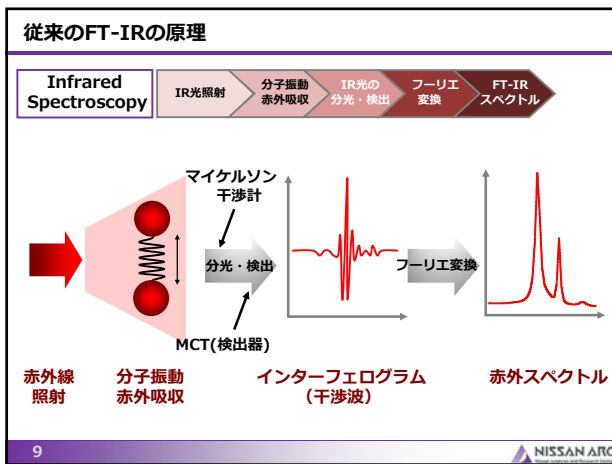 従来のFT-IRの原理
Infrared
Spectroscopy
IR光照射
分子振動
赤外吸収
IR光の
分光・検出
フーリエ
変換
FT-IR
スペクトル
マイケルソン
干渉計
分光・検出
フーリエ変換
MCT(検出器)
赤外線
照射
分子振動
赤外吸収
インターフェログラム
（干渉波）
赤外スペクトル
9
NISSAN ARC